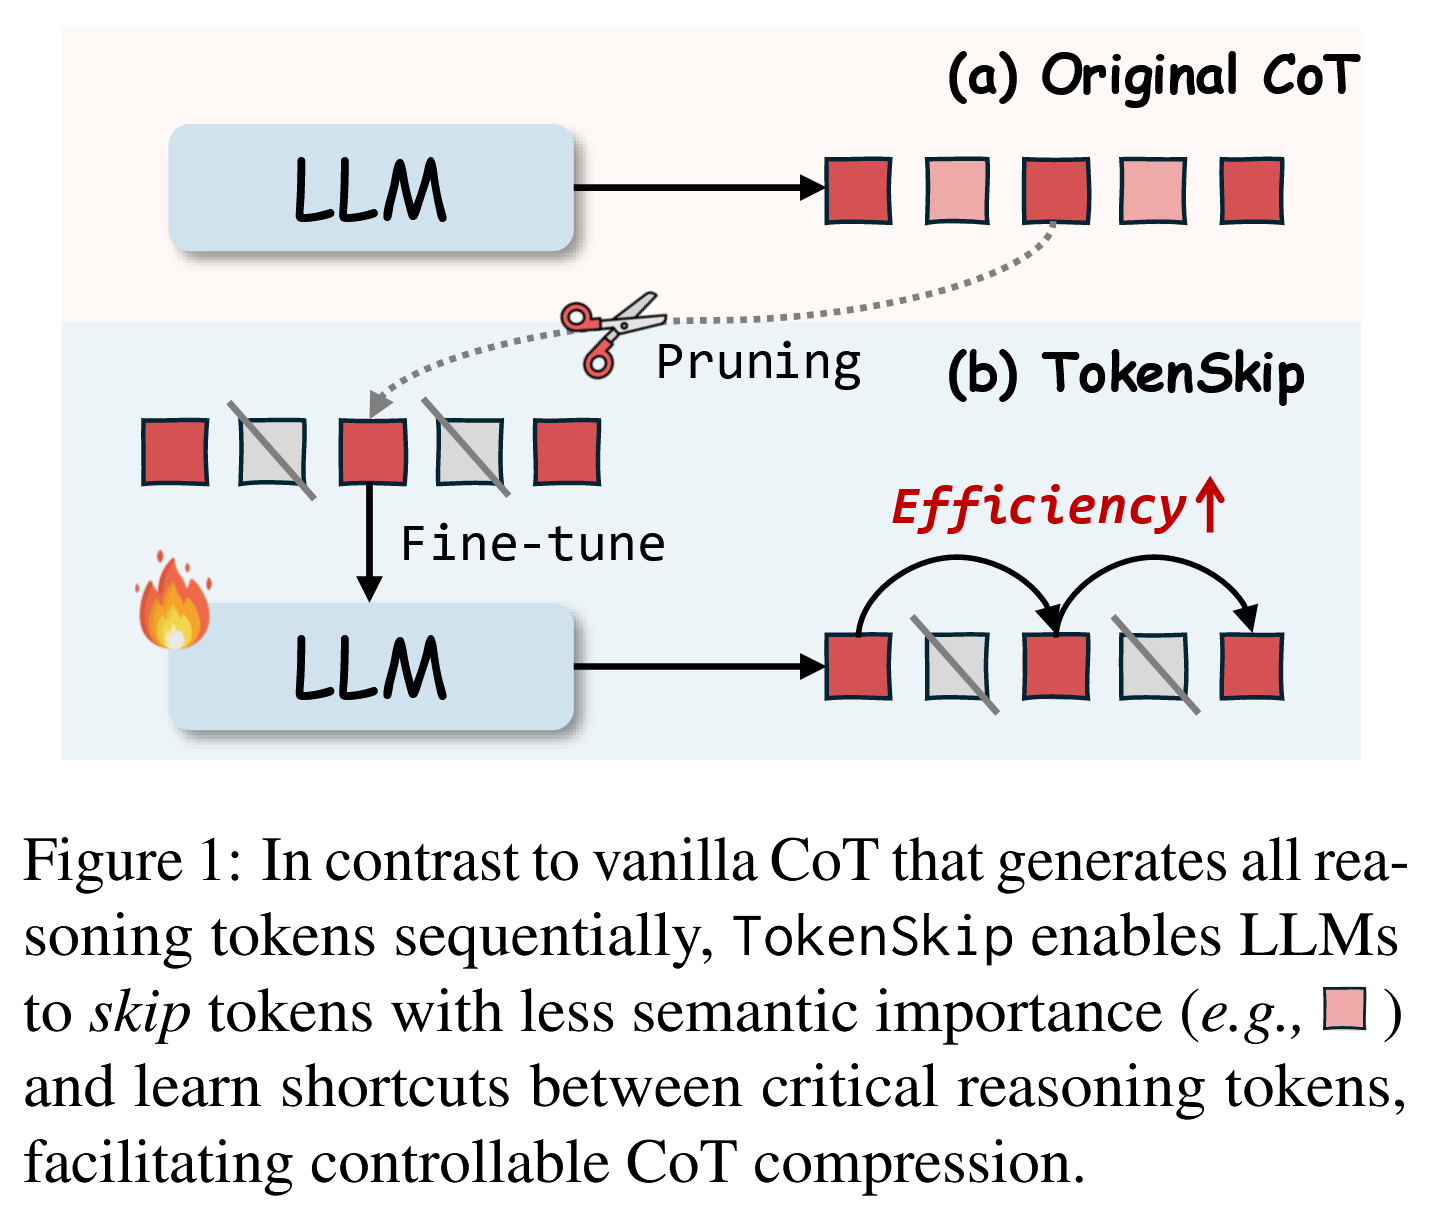 (a) Original CoT
LLM
Pruning
(b) TokenSkip
Efficiency↑
Fine-tune
LLM
Figure 1: In contrast to vanilla CoT that generates all rea-
soning tokens sequentially, TokenSkip enables LLMs
to skip tokens with less semantic importance (e.g., )
and learn shortcuts between critical reasoning tokens,
facilitating controllable CoT compression.